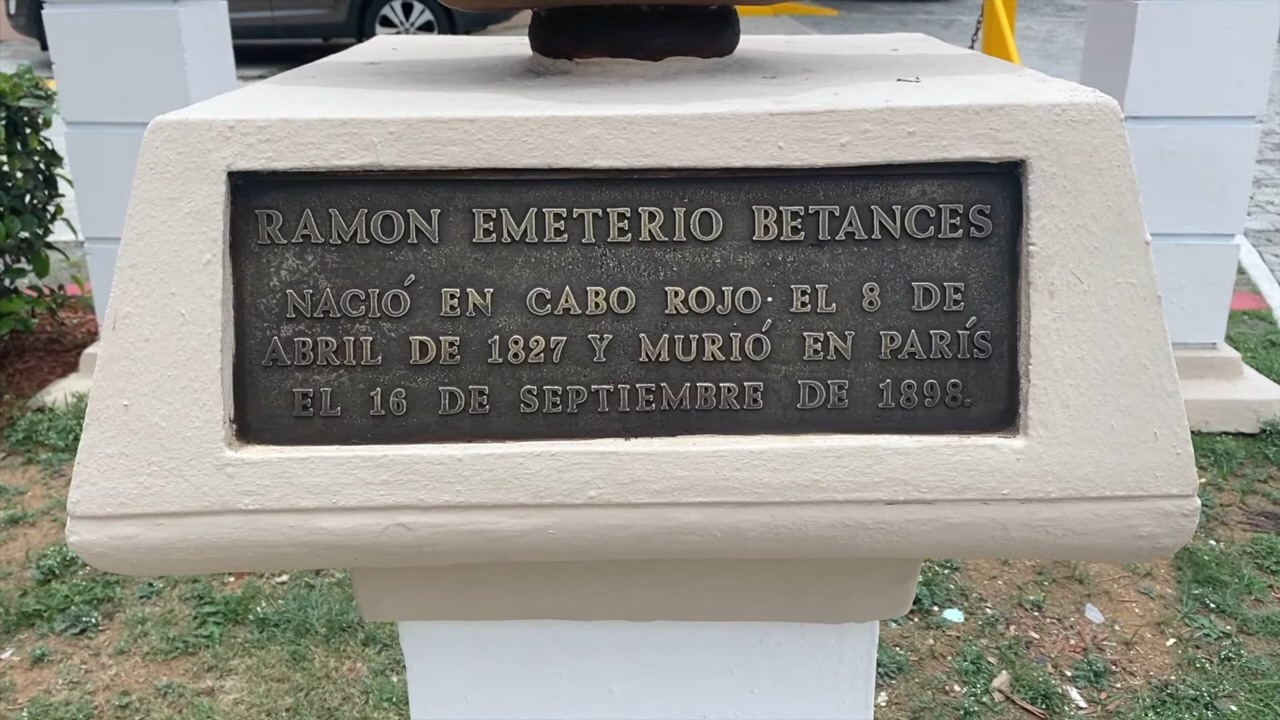 RAMON EMETERIO BETANCES
NACIÓ EN CABO ROJO EL 8 DE
ABRIL DE 1827 Y MURIÓ EN PARÍS
EL 16 DE SEPTIEMBRE DE 1898.